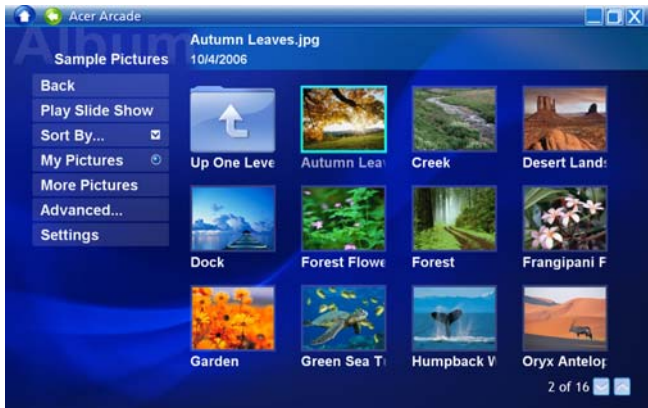 Acer Arcade
Album
Sample Pictures
Autumn Leaves.jpg
10/4/2006
Back
Play Slide Show
Sort By...
My Pictures
More Pictures
Advanced...
Settings
Up One Leve
Autumn Lea
Creek
Desert Lands
Dock
Forest Flowe
Forest
Frangipani F
Garden
Green Sea T
Humpback W
Oryx Antelop
2 of 16